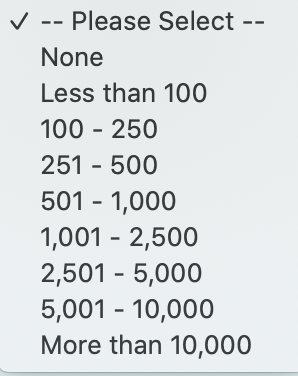 ✓ -- Please Select --
None
Less than 100
100 - 250
251 - 500
501 - 1,000
1,001 - 2,500
2,501 - 5,000
5,001 - 10,000
More than 10,000